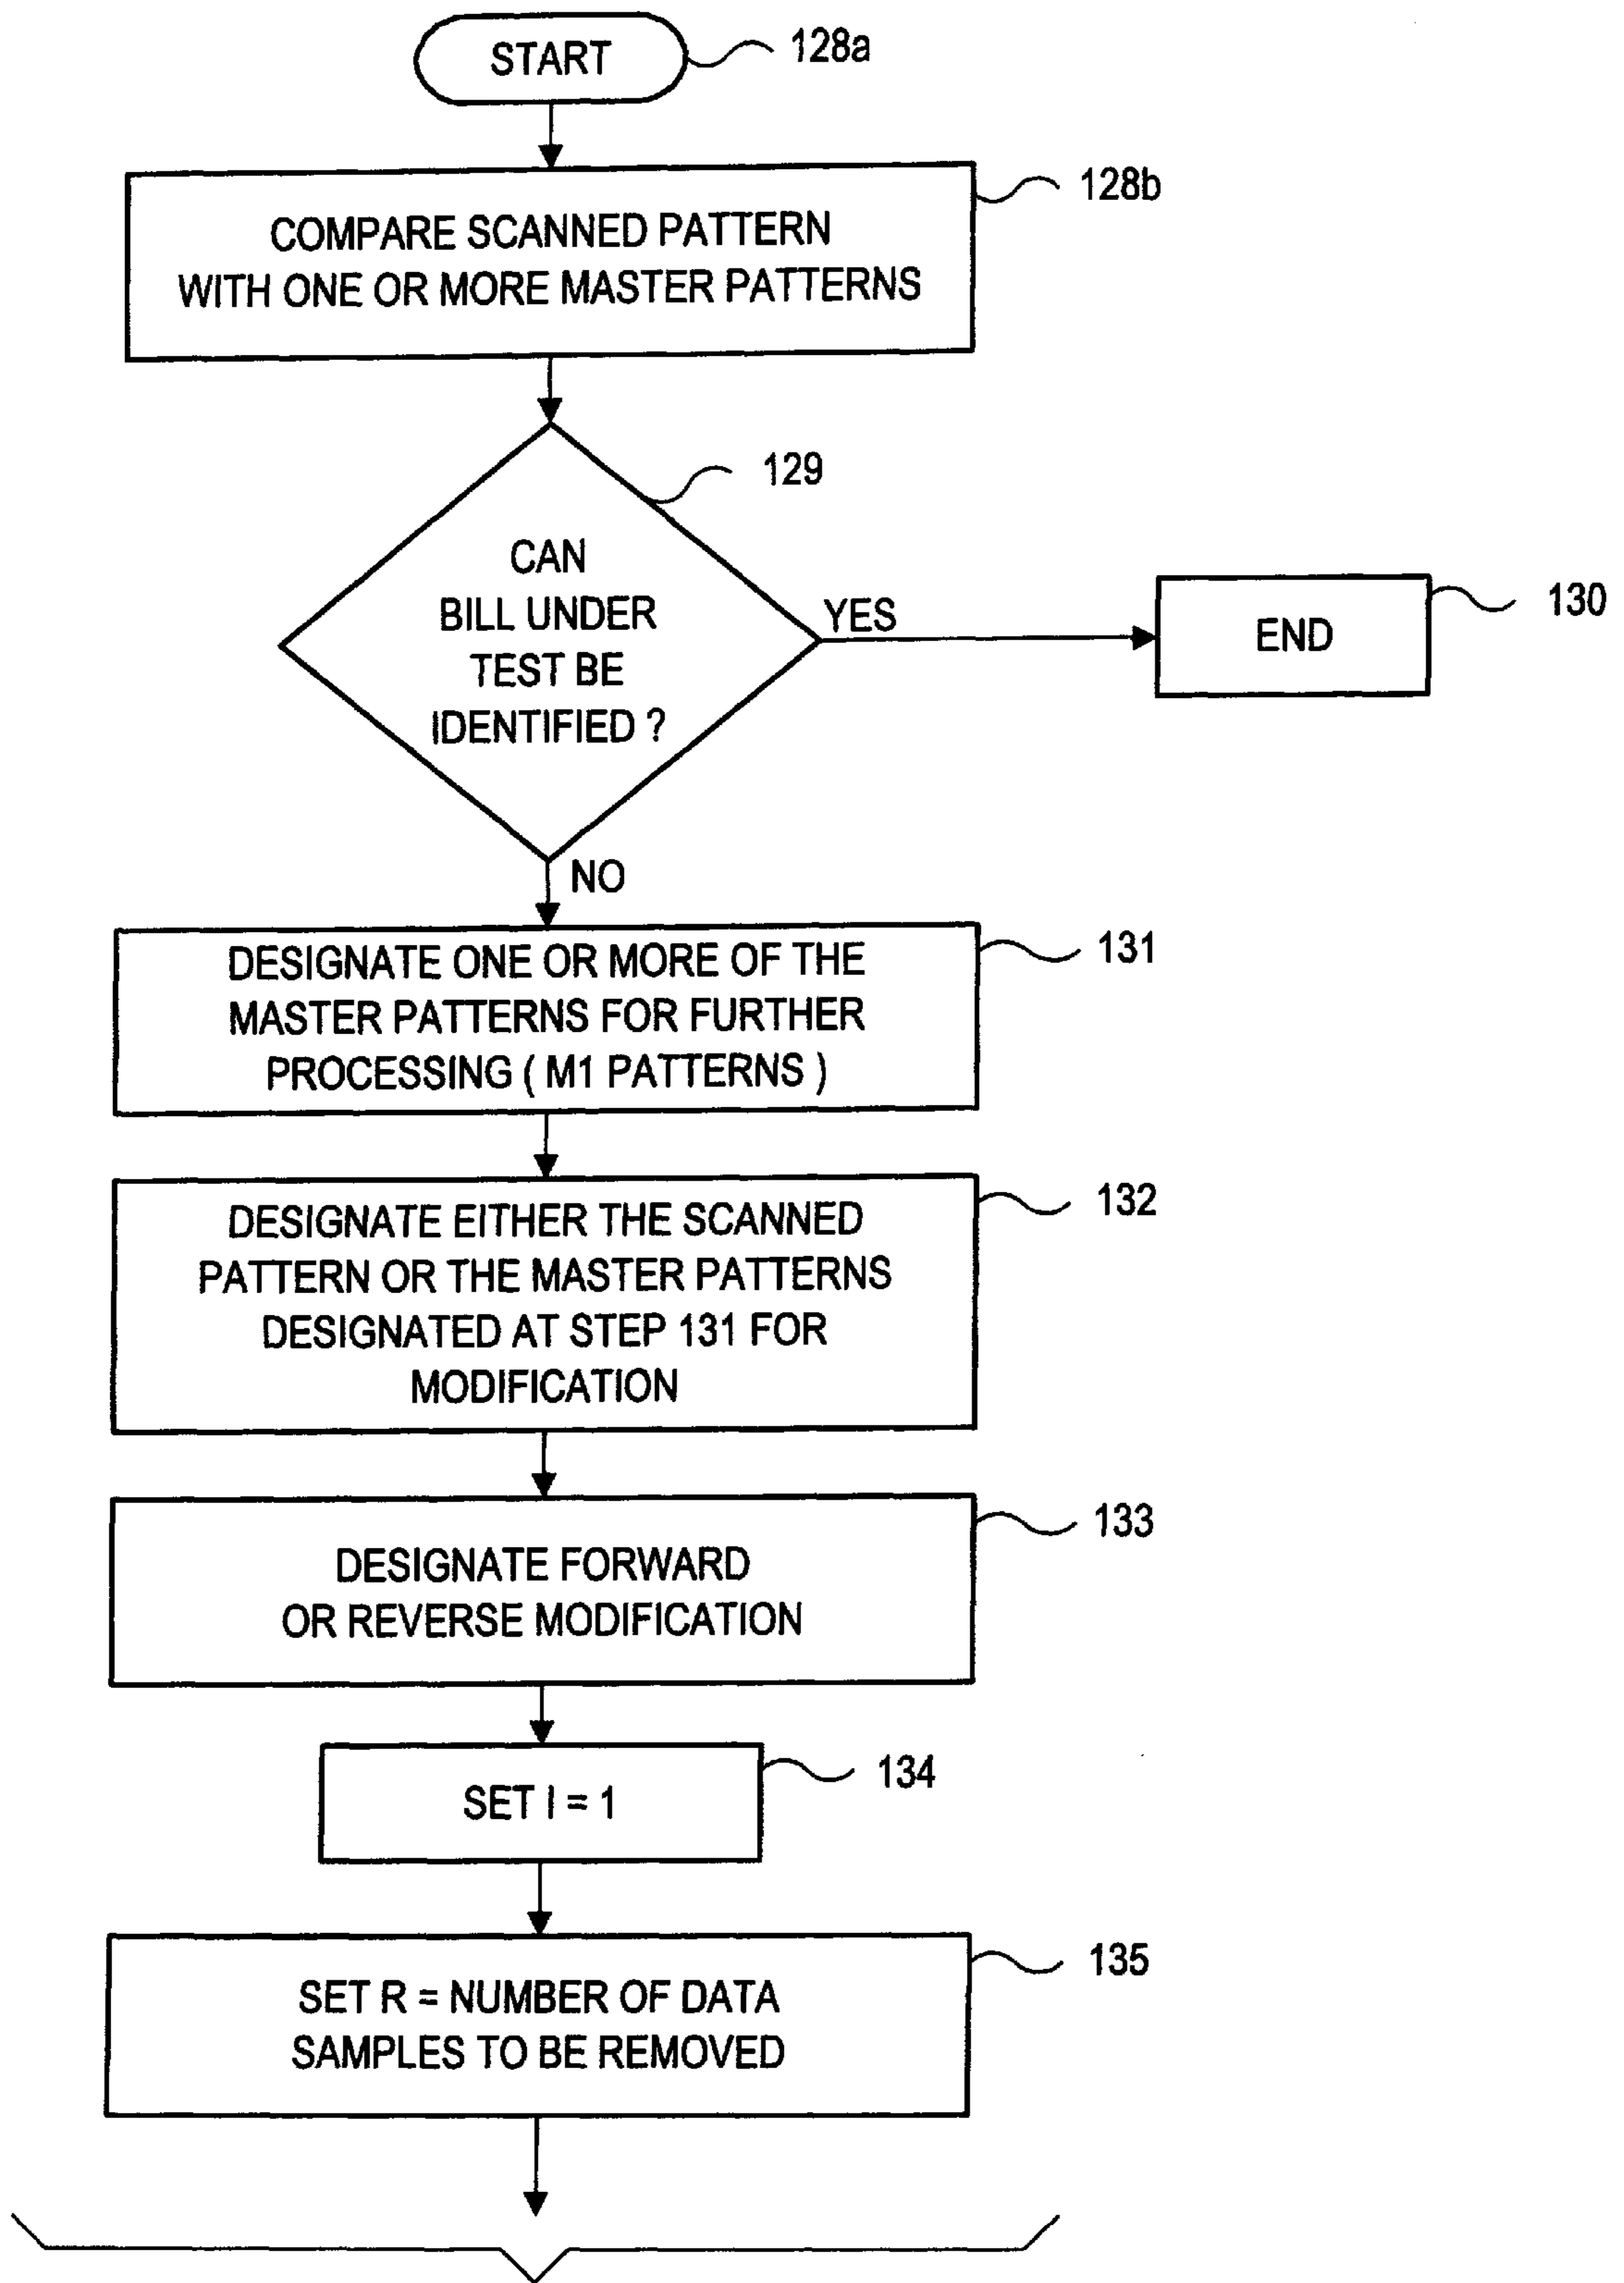 START
128a
COMPARE SCANNED PATTERN
WITH ONE OR MORE MASTER PATTERNS
128b
CAN
BILL UNDER
TEST BE
IDENTIFIED ?
129
YES
END
130
NO
DESIGNATE ONE OR MORE OF THE
MASTER PATTERNS FOR FURTHER
PROCESSING ( M1 PATTERNS )
131
DESIGNATE EITHER THE SCANNED
PATTERN OR THE MASTER PATTERNS
DESIGNATED AT STEP 131 FOR
MODIFICATION
132
DESIGNATE FORWARD
OR REVERSE MODIFICATION
133
SET I = 1
134
SET R = NUMBER OF DATA
SAMPLES TO BE REMOVED
135